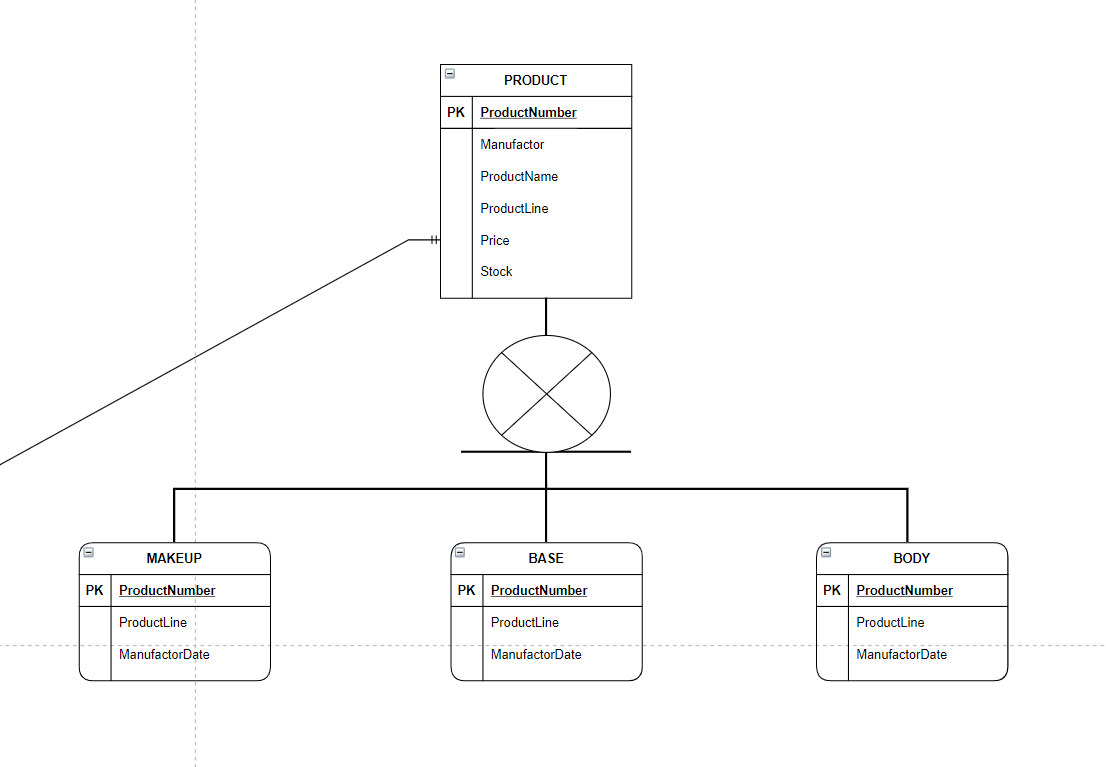 PRODUCT
PK ProductNumber
Manufactor
ProductName
ProductLine
Price
Stock
MAKEUP
PK ProductNumber
ProductLine
ManufactorDate
BASE
PK ProductNumber
ProductLine
ManufactorDate
BODY
PK ProductNumber
ProductLine
ManufactorDate